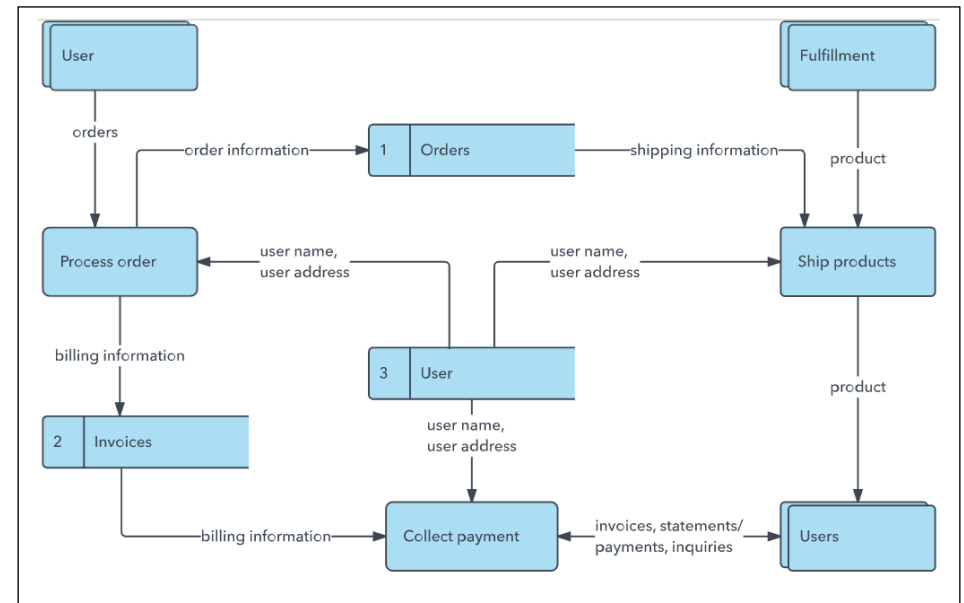 User
Fulfillment
orders
order information
1
Orders
shipping information
product
Process order
user name,
user address
user name,
user address
Ship products
billing information
3
User
product
2
Invoices
user name,
user address
billing information
Collect payment
invoices, statements/
payments, inquiries
Users